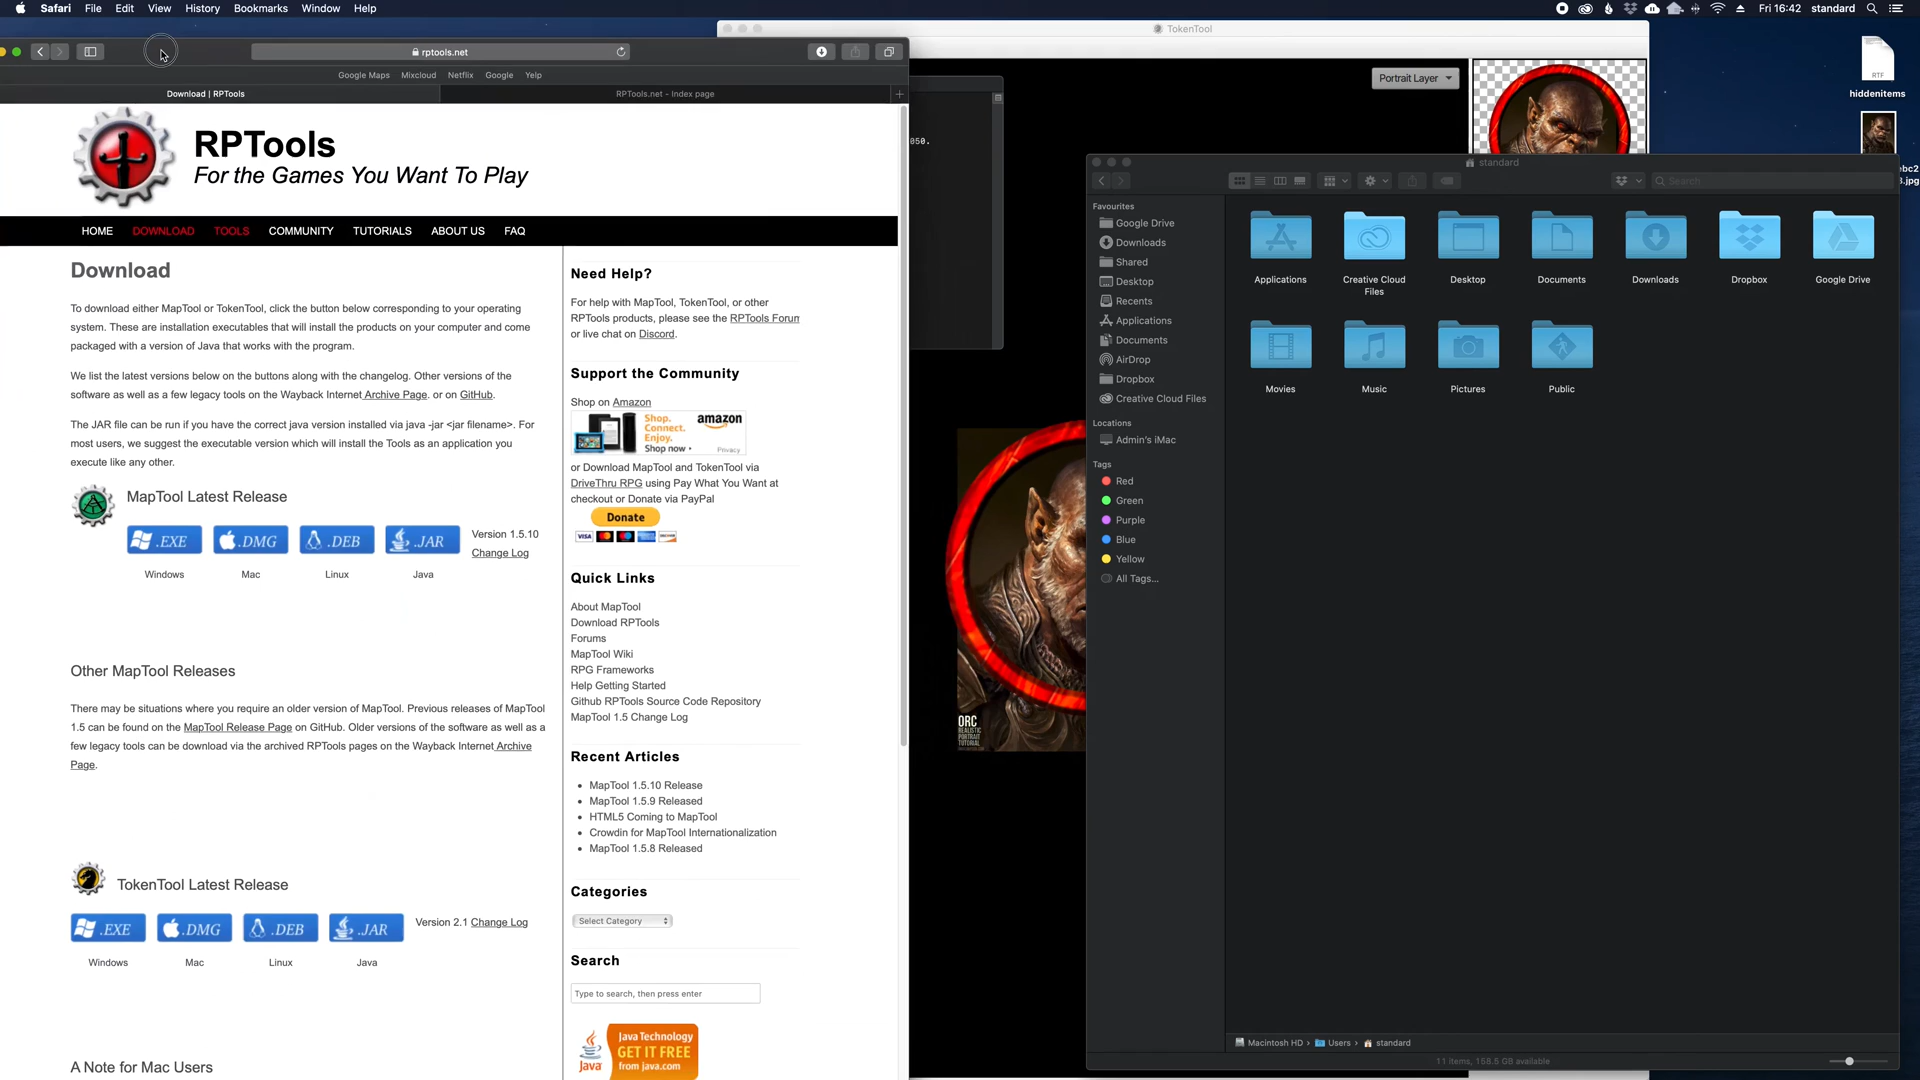 Safari File Edit View History Bookmarks Window Help
Fri 16:42 standard
TokenTool
rptools.net
Google Maps Mixcloud Netflix Google Yelp
Download | RPTools
RPTools.net - Index page
RPTools
For the Games You Want To Play
HOME DOWNLOAD TOOLS COMMUNITY TUTORIALS ABOUT US FAQ
Download
To download either MapTool or TokenTool, click the button below corresponding to your operating
system. These are installation executables that will install the products on your computer and come
packaged with a version of Java that works with the program.
We list the latest versions below on the buttons along with the changelog. Other versions of the
software as well as a few legacy tools on the Wayback Internet Archive Page. or on GitHub.
The JAR file can be run if you have the correct java version installed via java -jar <jar filename>. For
most users, we suggest the executable version which will install the Tools as an application you
execute like any other.
MapTool Latest Release
.EXE .DMG .DEB .JAR
Version 1.5.10
Change Log
Windows Mac Linux Java
Other MapTool Releases
There may be situations where you require an older version of MapTool. Previous releases of MapTool
1.5 can be found on the MapTool Release Page on GitHub. Older versions of the software as well as a
few legacy tools can be download via the archived RPTools pages on the Wayback Internet Archive
Page.
TokenTool Latest Release
.EXE .DMG .DEB .JAR
Version 2.1 Change Log
Windows Mac Linux Java
A Note for Mac Users
Need Help?
For help with MapTool, TokenTool, or other
RPTools products, please see the RPTools Forum
or live chat on Discord.
Support the Community
Shop on Amazon
Shop.
Connect.
Enjoy.
Shop now
amazon
Privacy
or Download MapTool and TokenTool via
DriveThru RPG using Pay What You Want at
checkout or Donate via PayPal
Donate
VISA
Quick Links
About MapTool
Download RPTools
Forums
MapTool Wiki
RPG Frameworks
Help Getting Started
Github RPTools Source Code Repository
MapTool 1.5 Change Log
Recent Articles
MapTool 1.5.10 Release
MapTool 1.5.9 Released
HTML5 Coming to MapTool
Crowdin for MapTool Internationalization
MapTool 1.5.8 Released
Categories
Select Category
Search
Type to search, then press enter
Java
Java Technology
GET IT FREE
from java.com
050.
Portrait Layer
ORC
REALISTIC
PORTRAIT
TUTORIAL
RTF
hiddenitems
ebc2
.jpg
standard
Search
Favourites
Google Drive
Downloads
Shared
Desktop
Recents
Applications
Documents
AirDrop
Dropbox
Creative Cloud Files
Locations
Admin's iMac
Tags
Red
Green
Purple
Blue
Yellow
All Tags...
Applications
Creative Cloud
Files
Desktop
Documents
Downloads
Dropbox
Google Drive
Movies
Music
Pictures
Public
Macintosh HD › Users › standard
11 items, 158.5 GB available